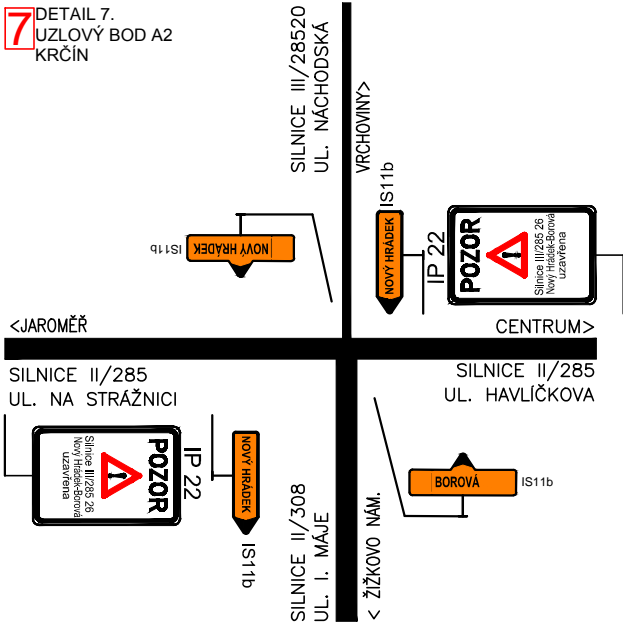 7
DETAIL 7.
UZLOVÝ BOD A2
KRČÍN
SILNICE III/28520
UL. NÁCHODSKÁ
VRCHOVINY>
IS11b
NOVÝ HRÁDEK
NOVÝ HRÁDEK
IS11b
IP 22
POZOR
Silnice III/285 26
Nový Hrádek-Borová
uzavřena
<JAROMĚŘ
CENTRUM>
SILNICE II/285
UL. NA STRÁŽNICI
SILNICE II/285
UL. HAVLÍČKOVA
POZOR
Silnice III/285 26
Nový Hrádek-Borová
uzavřena
IP 22
NOVÝ HRÁDEK
IS11b
SILNICE II/308
UL. I. MÁJE
< ŽIŽKOVO NÁM.
BOROVÁ
IS11b